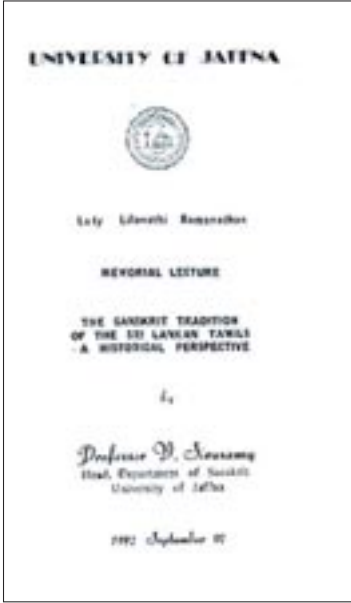 UNIVERSITY OF JAFFNA
Lady Lilavathi Ramanathan
MEMORIAL LECTURE
THE SANSKRIT TRADITION
OF THE SRI LANKAN TAMILS
- A HISTORICAL PERSPECTIVE
by
Professor V. Sivasamy
Head, Department of Sanskrit
University of Jaffna
1992 September